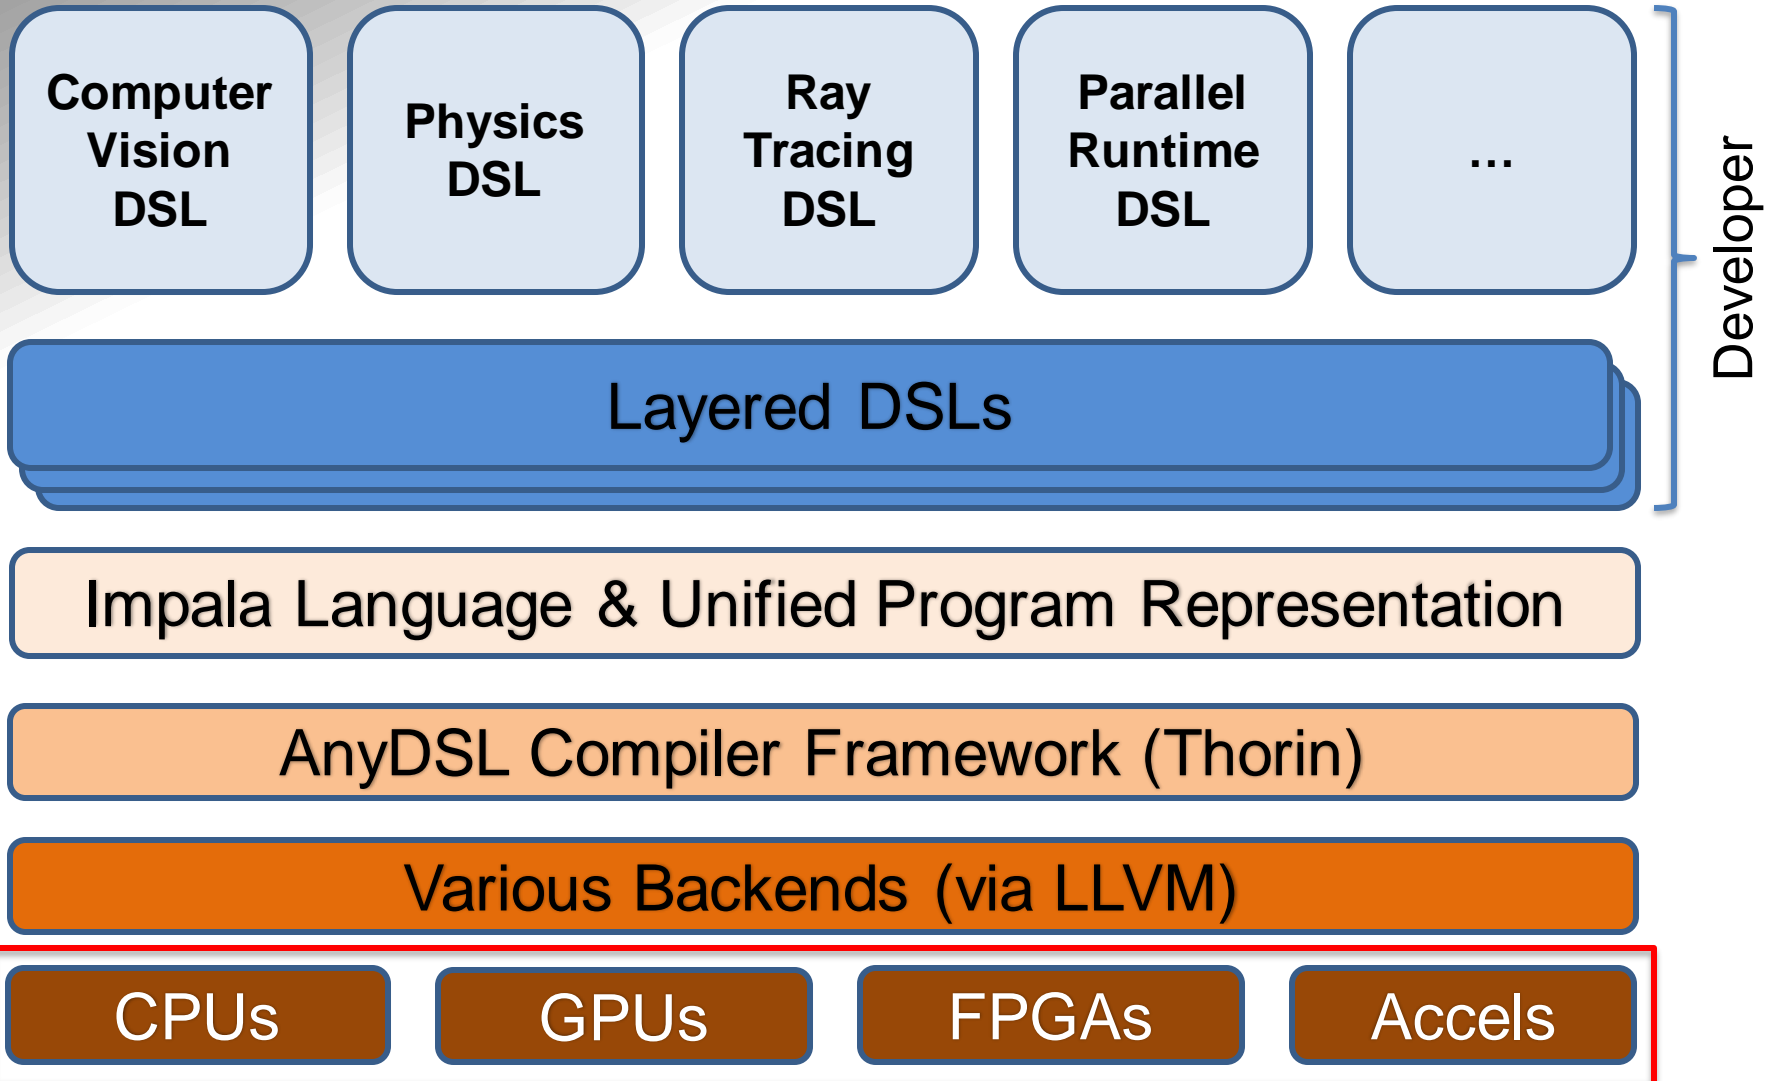 Computer
Vision
DSL
Physics
DSL
Ray
Tracing
DSL
Parallel
Runtime
DSL
...
Developer
Layered DSLs
Impala Language & Unified Program Representation
AnyDSL Compiler Framework (Thorin)
Various Backends (via LLVM)
CPUs
GPUs
FPGAs
Accels